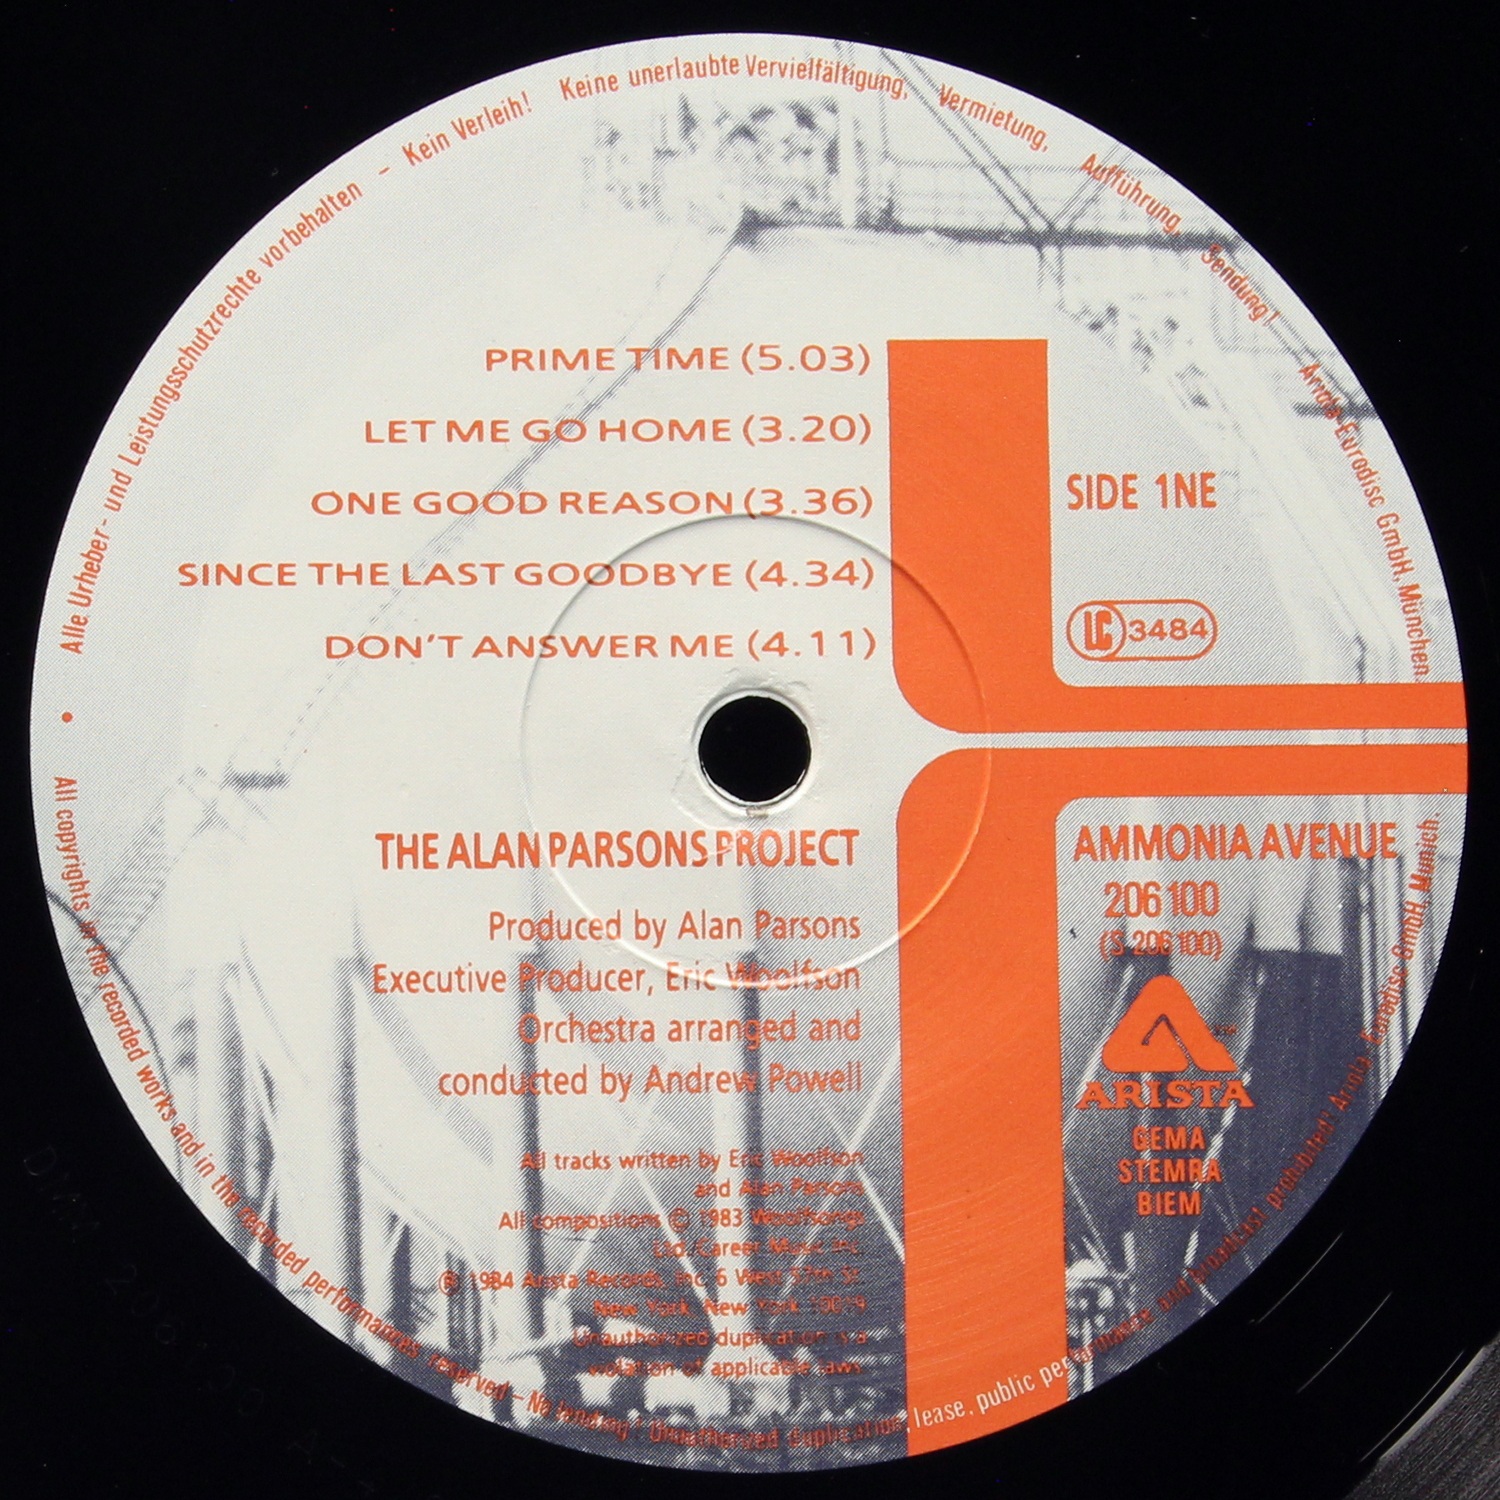 Alle Urheber- und Leistungsschutzrechte vorbehalten - Kein Verleih! Keine unerlaubte Vervielfältigung, Vermietung, Aufführung, Sendung! Ariola-Eurodisc GmbH, München.
PRIME TIME (5.03)
LET ME GO HOME (3.20)
ONE GOOD REASON (3.36)
SINCE THE LAST GOODBYE (4.34)
DON'T ANSWER ME (4.11)
SIDE 1NE
LC 3484
THE ALAN PARSONS PROJECT
Produced by Alan Parsons
Executive Producer, Eric Woolfson
Orchestra arranged and
conducted by Andrew Powell
All tracks written by Eric Woolfson
and Alan Parsons
All compositions © 1983 Woolfsongs
Ltd./Career Music Inc.
℗ 1984 Arista Records, Inc. 6 West 57th St.
New York, New York 10019
Unauthorized duplication is a
violation of applicable laws
AMMONIA AVENUE
206 100
(S 206 100)
ARISTA
GEMA
STEMRA
BIEM
• All copyrights in the recorded works and in the recorded performances reserved - No lending! Unauthorized duplication, lease, public performance and broadcast prohibited! Ariola-Eurodisc GmbH, Munich.